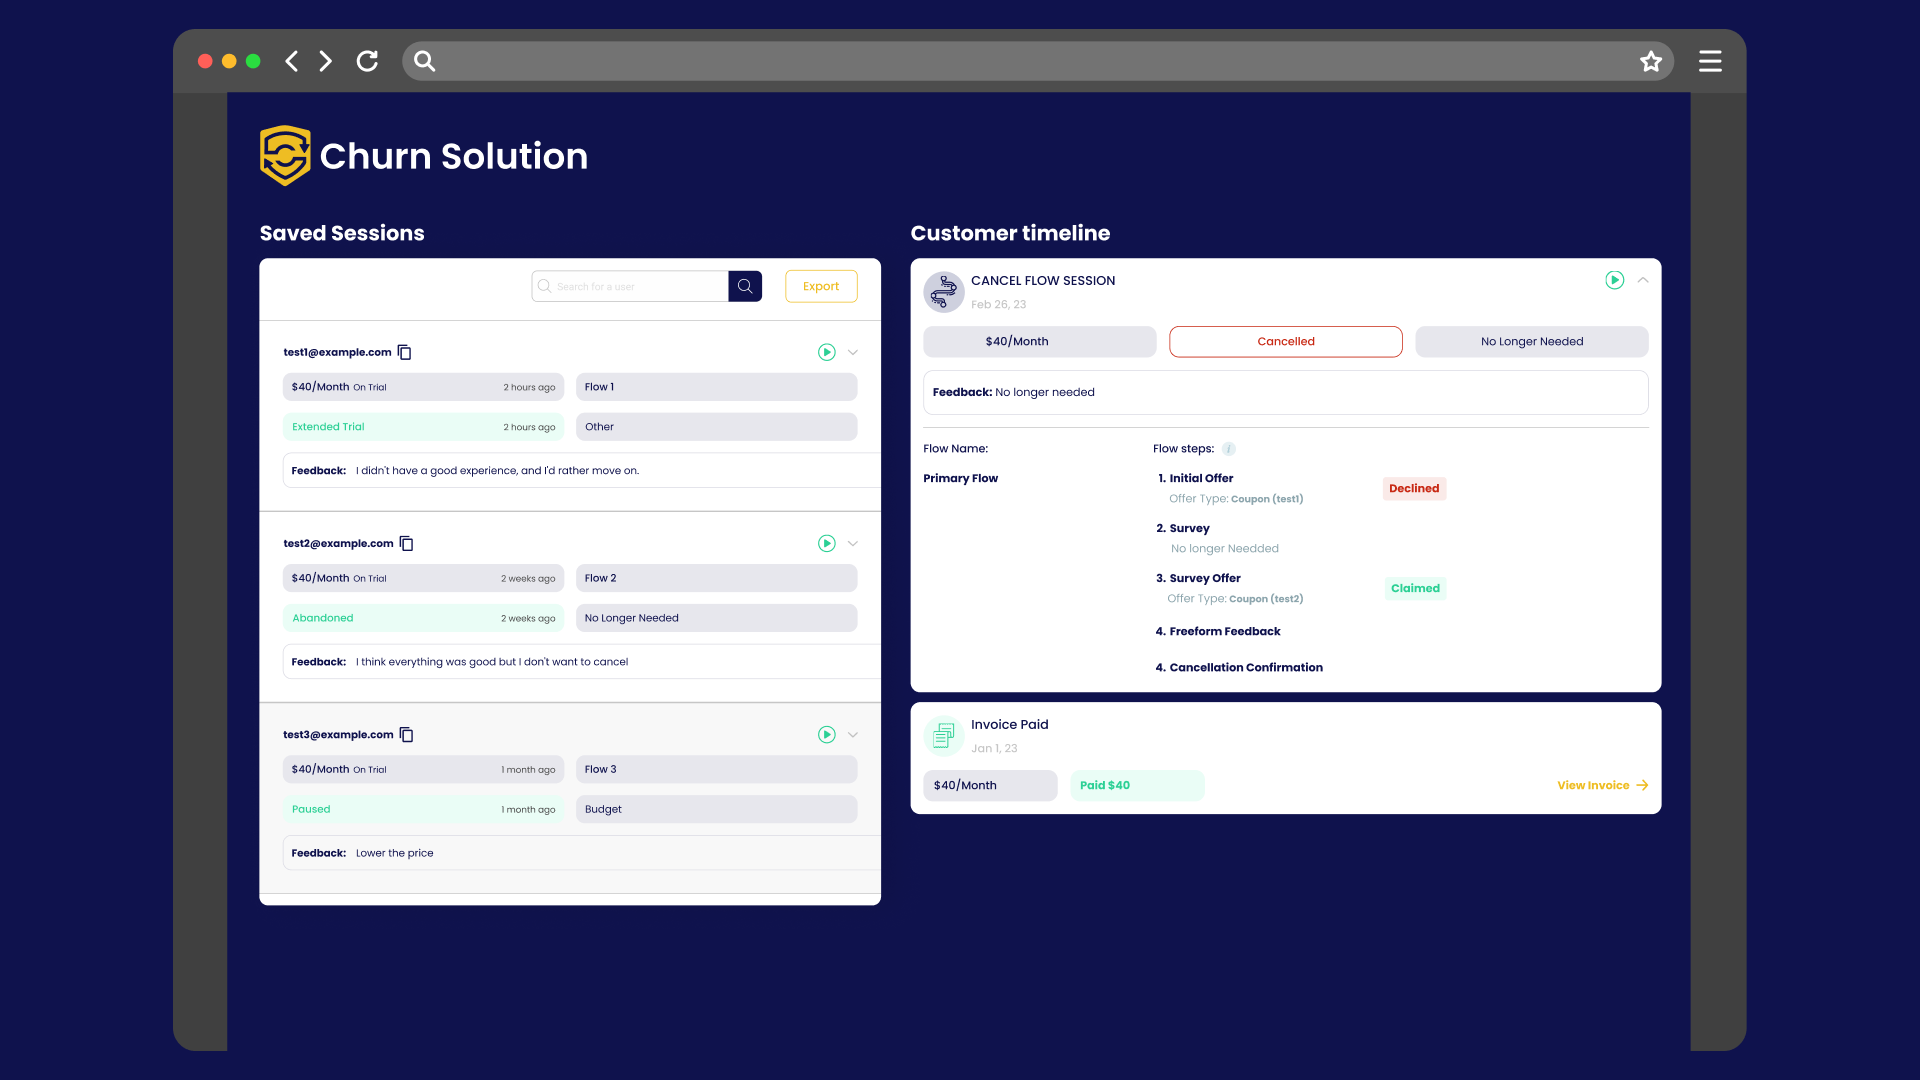 Churn Solution
Saved Sessions
Search for a user
Export
test1@example.com
$40/Month On Trial 2 hours ago
Flow 1
Extended Trial 2 hours ago
Other
Feedback: I didn't have a good experience, and I'd rather move on.
test2@example.com
$40/Month On Trial 2 weeks ago
Flow 2
Abandoned 2 weeks ago
No Longer Needed
Feedback: I think everything was good but I don't want to cancel
test3@example.com
$40/Month On Trial 1 month ago
Flow 3
Paused 1 month ago
Budget
Feedback: Lower the price
Customer timeline
CANCEL FLOW SESSION
Feb 26, 23
$40/Month
Cancelled
No Longer Needed
Feedback: No longer needed
Flow Name:
Primary Flow
Flow steps: i
1. Initial Offer
Offer Type: Coupon (test1)
Declined
2. Survey
No longer Needded
3. Survey Offer
Offer Type: Coupon (test2)
Claimed
4. Freeform Feedback
4. Cancellation Confirmation
Invoice Paid
Jan 1, 23
$40/Month
Paid $40
View Invoice